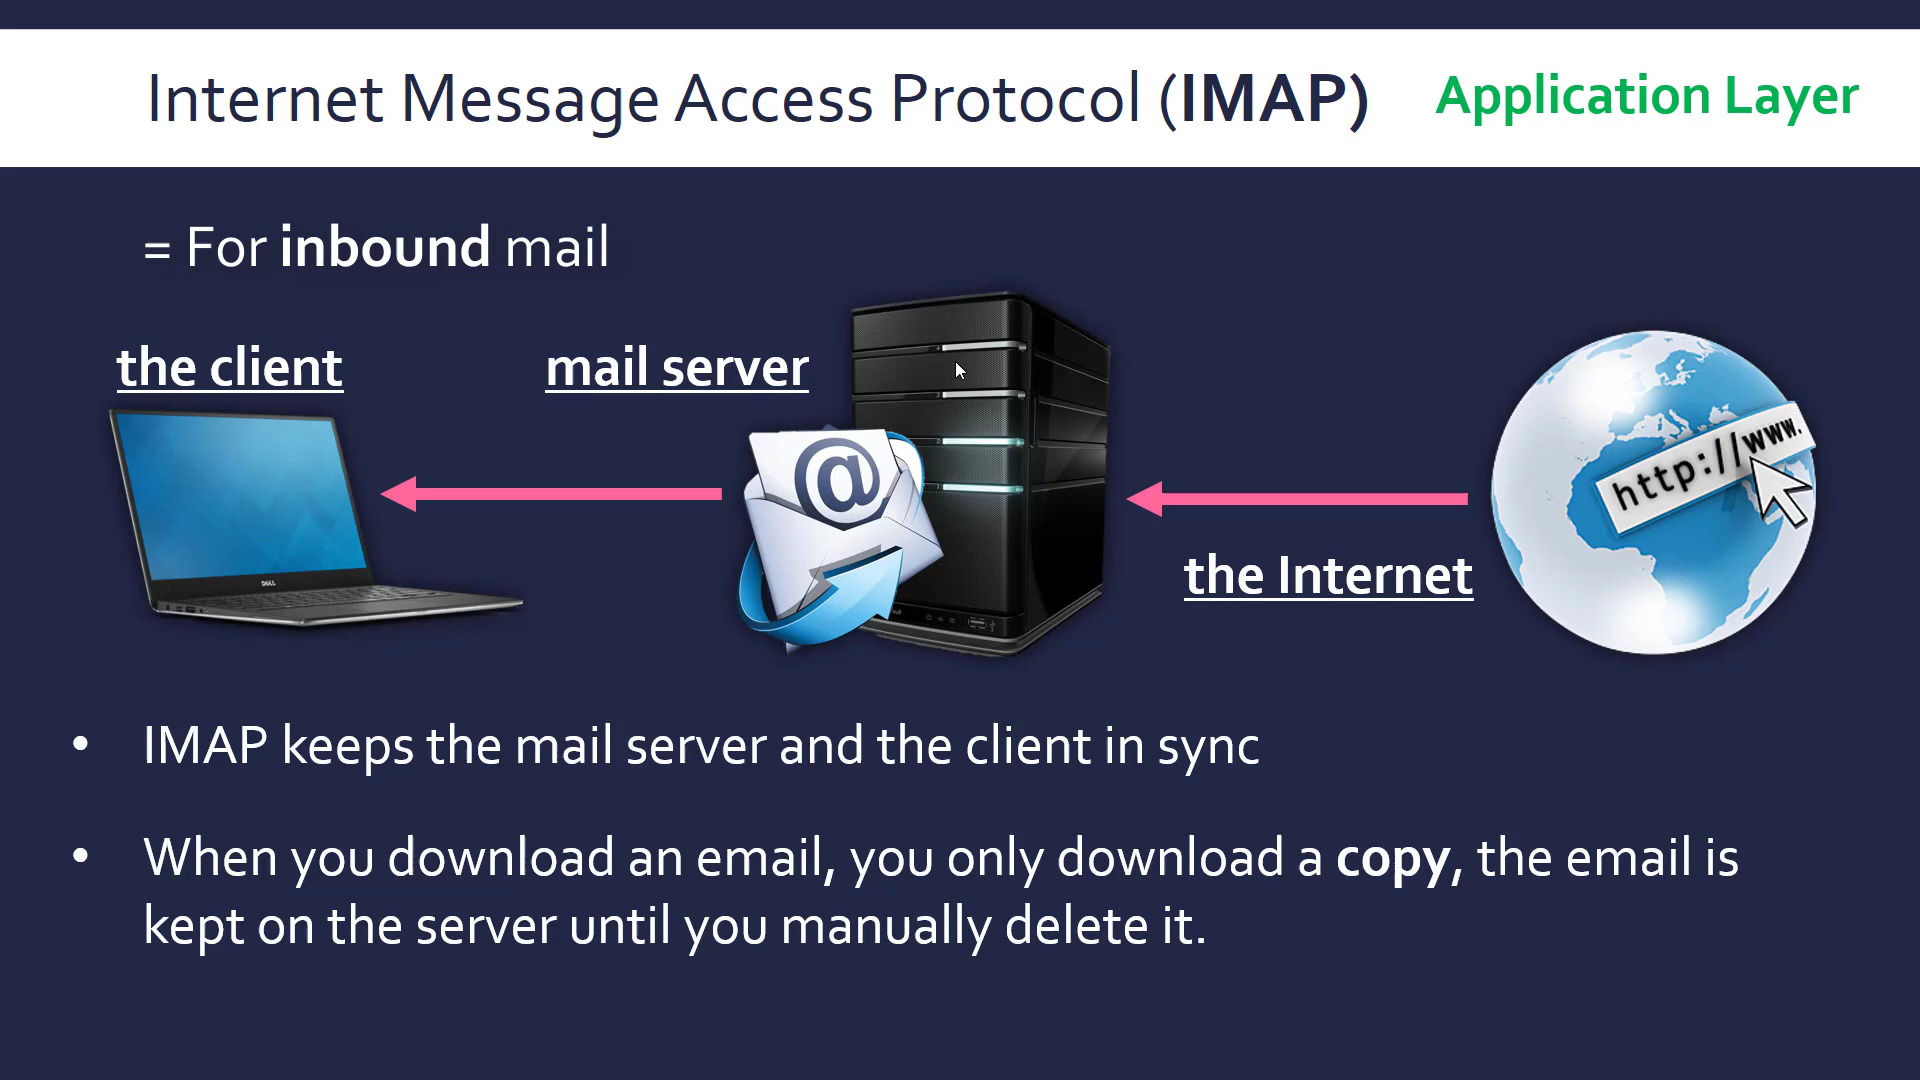 Internet Message Access Protocol (IMAP)
Application Layer
= For inbound mail
the client
mail server
http://www.
the Internet
DELL
• IMAP keeps the mail server and the client in sync
• When you download an email, you only download a copy, the email is
kept on the server until you manually delete it.